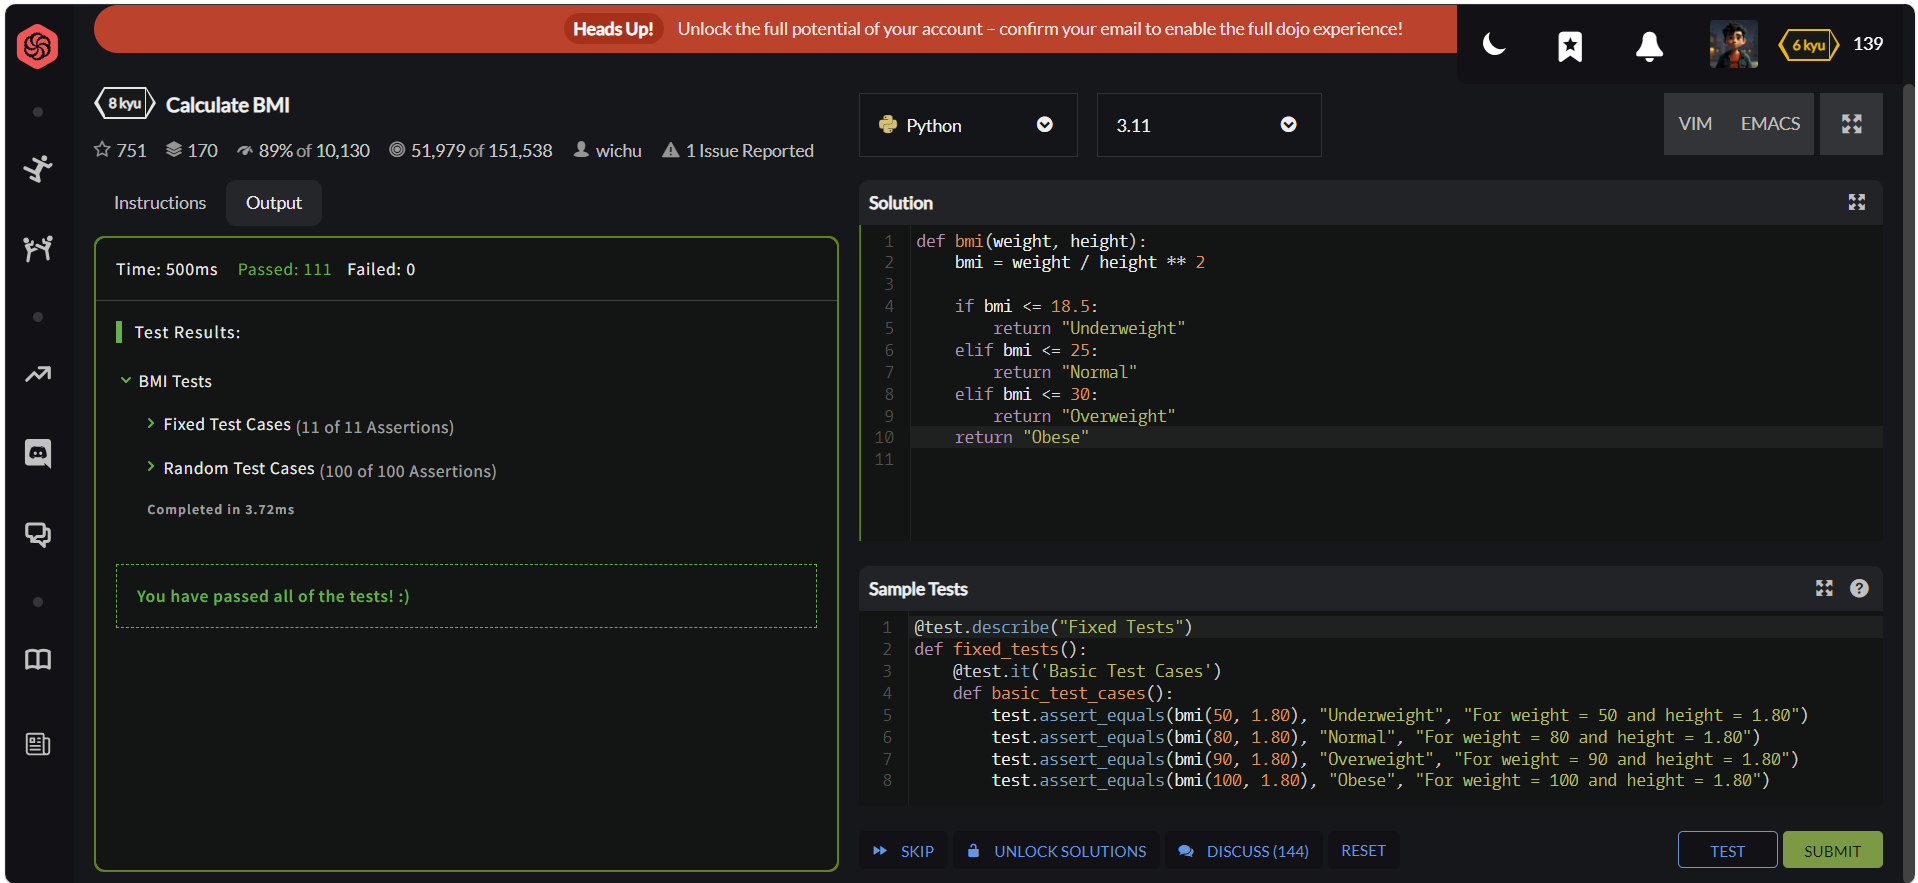 Heads Up! Unlock the full potential of your account – confirm your email to enable the full dojo experience!
6 kyu 139
8 kyu Calculate BMI
751 170 89% of 10,130 51,979 of 151,538 wichu 1 Issue Reported
Instructions Output
Time: 500ms Passed: 111 Failed: 0
Test Results:
BMI Tests
Fixed Test Cases (11 of 11 Assertions)
Random Test Cases (100 of 100 Assertions)
Completed in 3.72ms
You have passed all of the tests! :)
Python 3.11 VIM EMACS
Solution
1 def bmi(weight, height):
2     bmi = weight / height ** 2
3
4     if bmi <= 18.5:
5         return "Underweight"
6     elif bmi <= 25:
7         return "Normal"
8     elif bmi <= 30:
9         return "Overweight"
10     return "Obese"
11
Sample Tests ?
1 @test.describe("Fixed Tests")
2 def fixed_tests():
3     @test.it('Basic Test Cases')
4     def basic_test_cases():
5         test.assert_equals(bmi(50, 1.80), "Underweight", "For weight = 50 and height = 1.80")
6         test.assert_equals(bmi(80, 1.80), "Normal", "For weight = 80 and height = 1.80")
7         test.assert_equals(bmi(90, 1.80), "Overweight", "For weight = 90 and height = 1.80")
8         test.assert_equals(bmi(100, 1.80), "Obese", "For weight = 100 and height = 1.80")
SKIP UNLOCK SOLUTIONS DISCUSS (144) RESET TEST SUBMIT